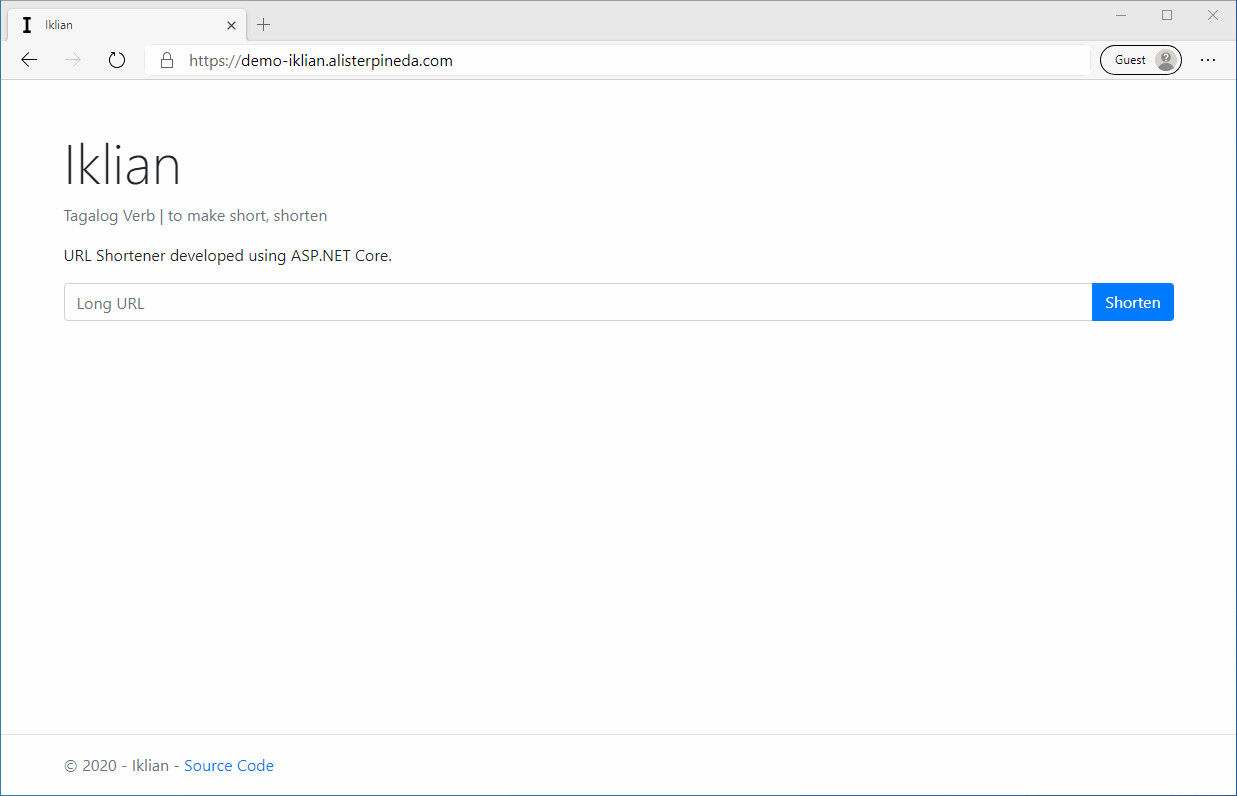 I Iklian
https://demo-iklian.alisterpineda.com Guest
Iklian
Tagalog Verb | to make short, shorten
URL Shortener developed using ASP.NET Core.
Long URL Shorten
© 2020 - Iklian - Source Code